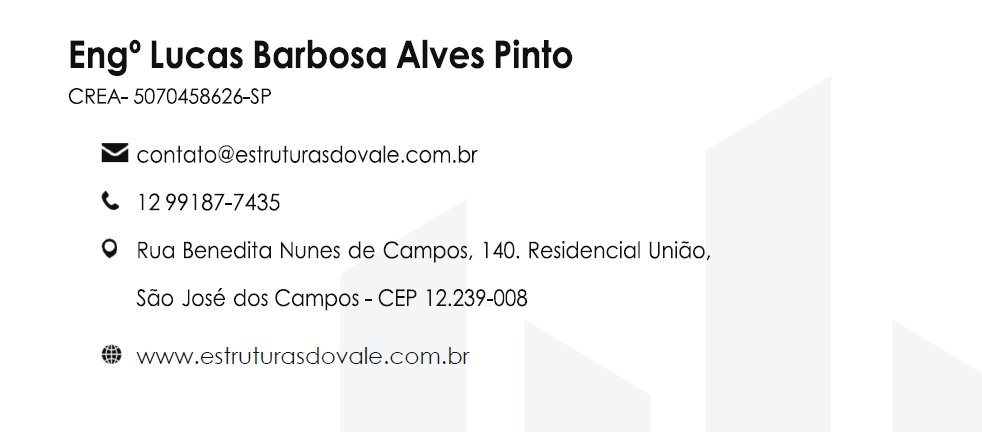 Engº Lucas Barbosa Alves Pinto
CREA- 5070458626-SP
contato@estruturasdovale.com.br
12 99187-7435
Rua Benedita Nunes de Campos, 140. Residencial União,
São José dos Campos - CEP 12.239-008
www.estruturasdovale.com.br